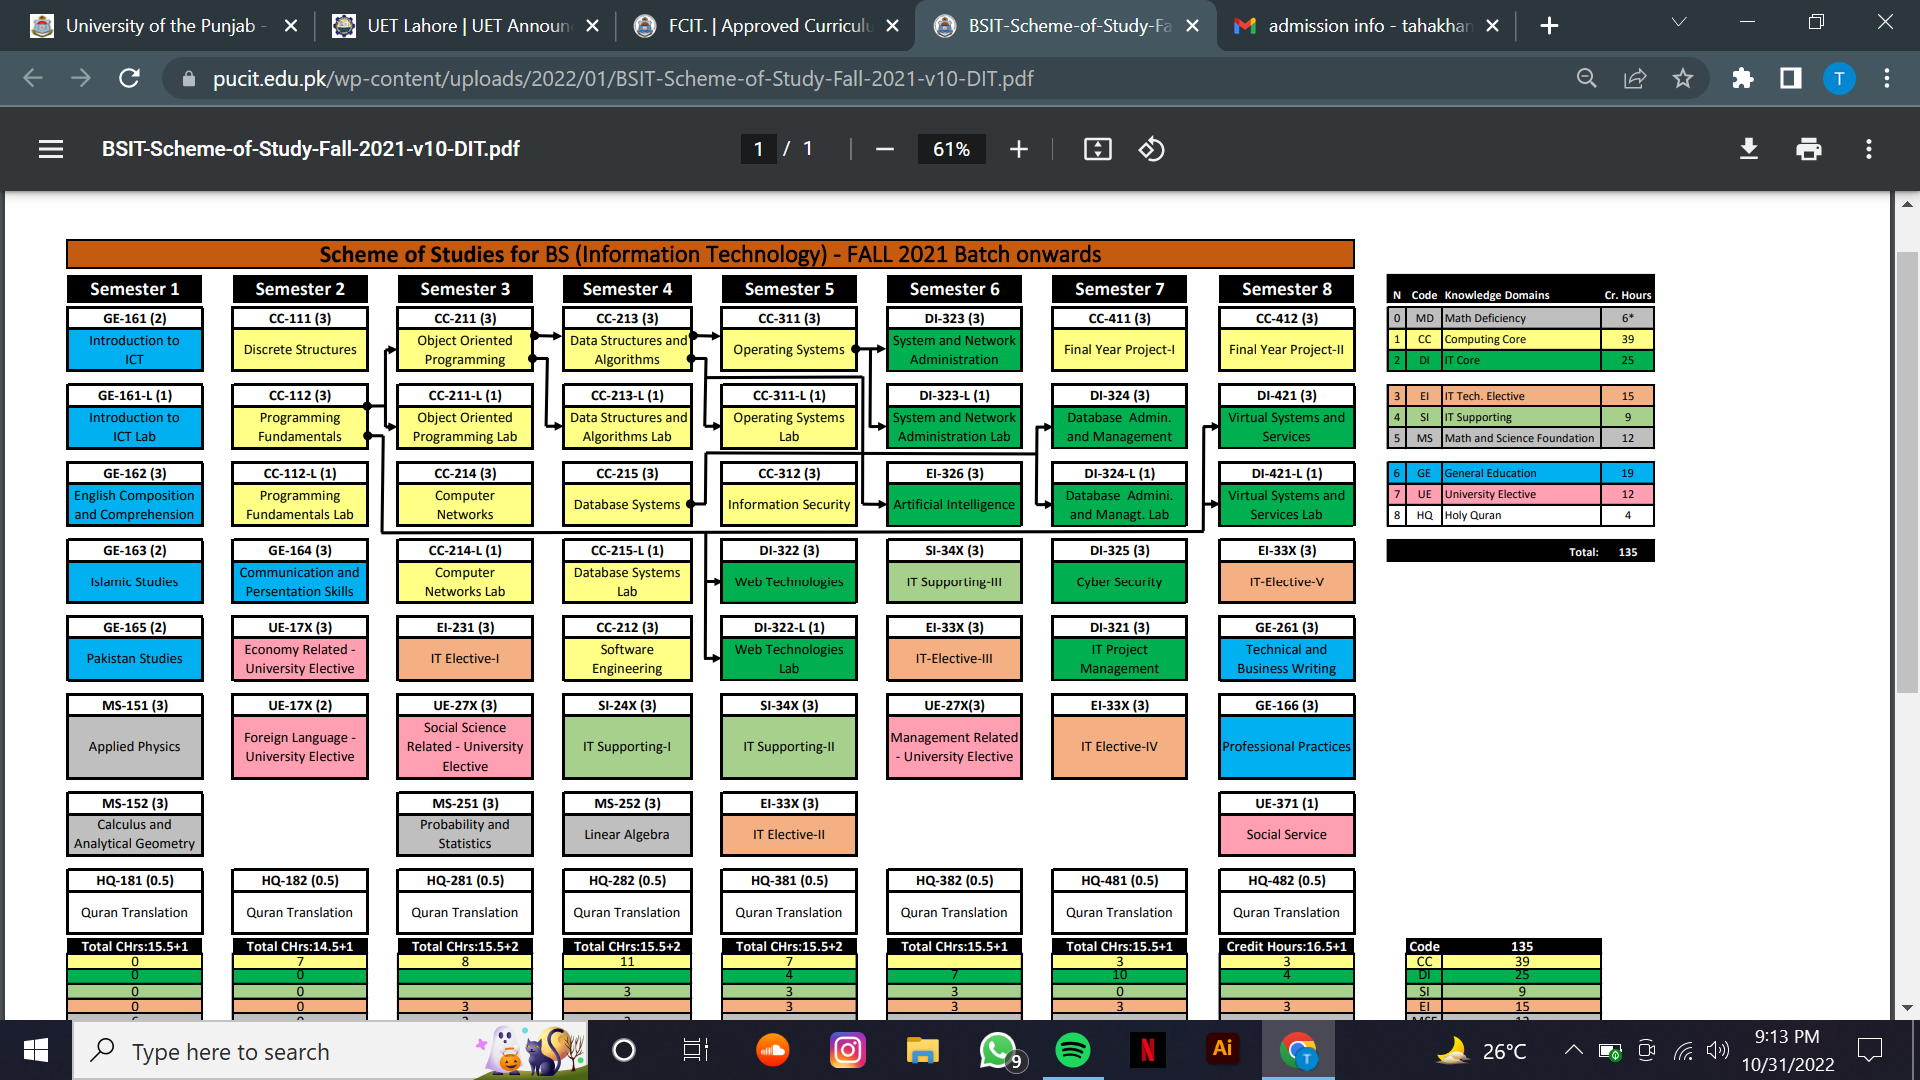 University of the Punjab -
UET Lahore | UET Announ
FCIT. | Approved Curricul
BSIT-Scheme-of-Study-Fa
admission info - tahakhan
pucit.edu.pk/wp-content/uploads/2022/01/BSIT-Scheme-of-Study-Fall-2021-v10-DIT.pdf
T
BSIT-Scheme-of-Study-Fall-2021-v10-DIT.pdf
1 / 1
61%
Scheme of Studies for BS (Information Technology) - FALL 2021 Batch onwards
Semester 1 Semester 2 Semester 3 Semester 4 Semester 5 Semester 6 Semester 7 Semester 8
GE-161 (2) CC-111 (3) CC-211 (3) CC-213 (3) CC-311 (3) DI-323 (3) CC-411 (3) CC-412 (3)
Introduction to Object Oriented Data Structures and System and Network
Discrete Structures Operating Systems Final Year Project-I Final Year Project-II
ICT Programming Algorithms Administration
GE-161-L (1) CC-112 (3) CC-211-L (1) CC-213-L (1) CC-311-L (1) DI-323-L (1) DI-324 (3) DI-421 (3)
Introduction to Programming Object Oriented Data Structures and Operating Systems System and Network Database Admin. Virtual Systems and
ICT Lab Fundamentals Programming Lab Algorithms Lab Lab Administration Lab and Management Services
GE-162 (3) CC-112-L (1) CC-214 (3) CC-215 (3) CC-312 (3) EI-326 (3) DI-324-L (1) DI-421-L (1)
English Composition Programming Computer Database Admini. Virtual Systems and
Database Systems Information Security Artificial Intelligence
and Comprehension Fundamentals Lab Networks and Managt. Lab Services Lab
GE-163 (2) GE-164 (3) CC-214-L (1) CC-215-L (1) DI-322 (3) SI-34X (3) DI-325 (3) EI-33X (3)
Communication and Computer Database Systems
Islamic Studies Web Technologies IT Supporting-III Cyber Security IT-Elective-V
Persentation Skills Networks Lab Lab
GE-165 (2) UE-17X (3) EI-231 (3) CC-212 (3) DI-322-L (1) EI-33X (3) DI-321 (3) GE-261 (3)
Economy Related - Software Web Technologies IT Project Technical and
Pakistan Studies IT Elective-I IT-Elective-III
University Elective Engineering Lab Management Business Writing
MS-151 (3) UE-17X (2) UE-27X (3) SI-24X (3) SI-34X (3) UE-27X(3) EI-33X (3) GE-166 (3)
Social Science
Foreign Language - Management Related
Applied Physics Related - University IT Supporting-I IT Supporting-II IT Elective-IV Professional Practices
University Elective - University Elective
Elective
MS-152 (3) MS-251 (3) MS-252 (3) EI-33X (3) UE-371 (1)
Calculus and Probability and
Linear Algebra IT Elective-II Social Service
Analytical Geometry Statistics
HQ-181 (0.5) HQ-182 (0.5) HQ-281 (0.5) HQ-282 (0.5) HQ-381 (0.5) HQ-382 (0.5) HQ-481 (0.5) HQ-482 (0.5)
Quran Translation Quran Translation Quran Translation Quran Translation Quran Translation Quran Translation Quran Translation Quran Translation
Total CHrs:15.5+1 Total CHrs:14.5+1 Total CHrs:15.5+2 Total CHrs:15.5+2 Total CHrs:15.5+2 Total CHrs:15.5+1 Total CHrs:15.5+1 Credit Hours:16.5+1
0 7 8 11 7 3 3
0 0 4 7 10 4
0 0 3 3 3 0
0 0 3 3 3 3 3
N Code Knowledge Domains Cr. Hours
0 MD Math Deficiency 6*
1 CC Computing Core 39
2 DI IT Core 25
3 EI IT Tech. Elective 15
4 SI IT Supporting 9
5 MS Math and Science Foundation 12
6 GE General Education 19
7 UE University Elective 12
8 HQ Holy Quran 4
Total: 135
Code 135
CC 39
DI 25
SI 9
EI 15
Type here to search
9
N
Ai
T
26°C
9:13 PM
10/31/2022